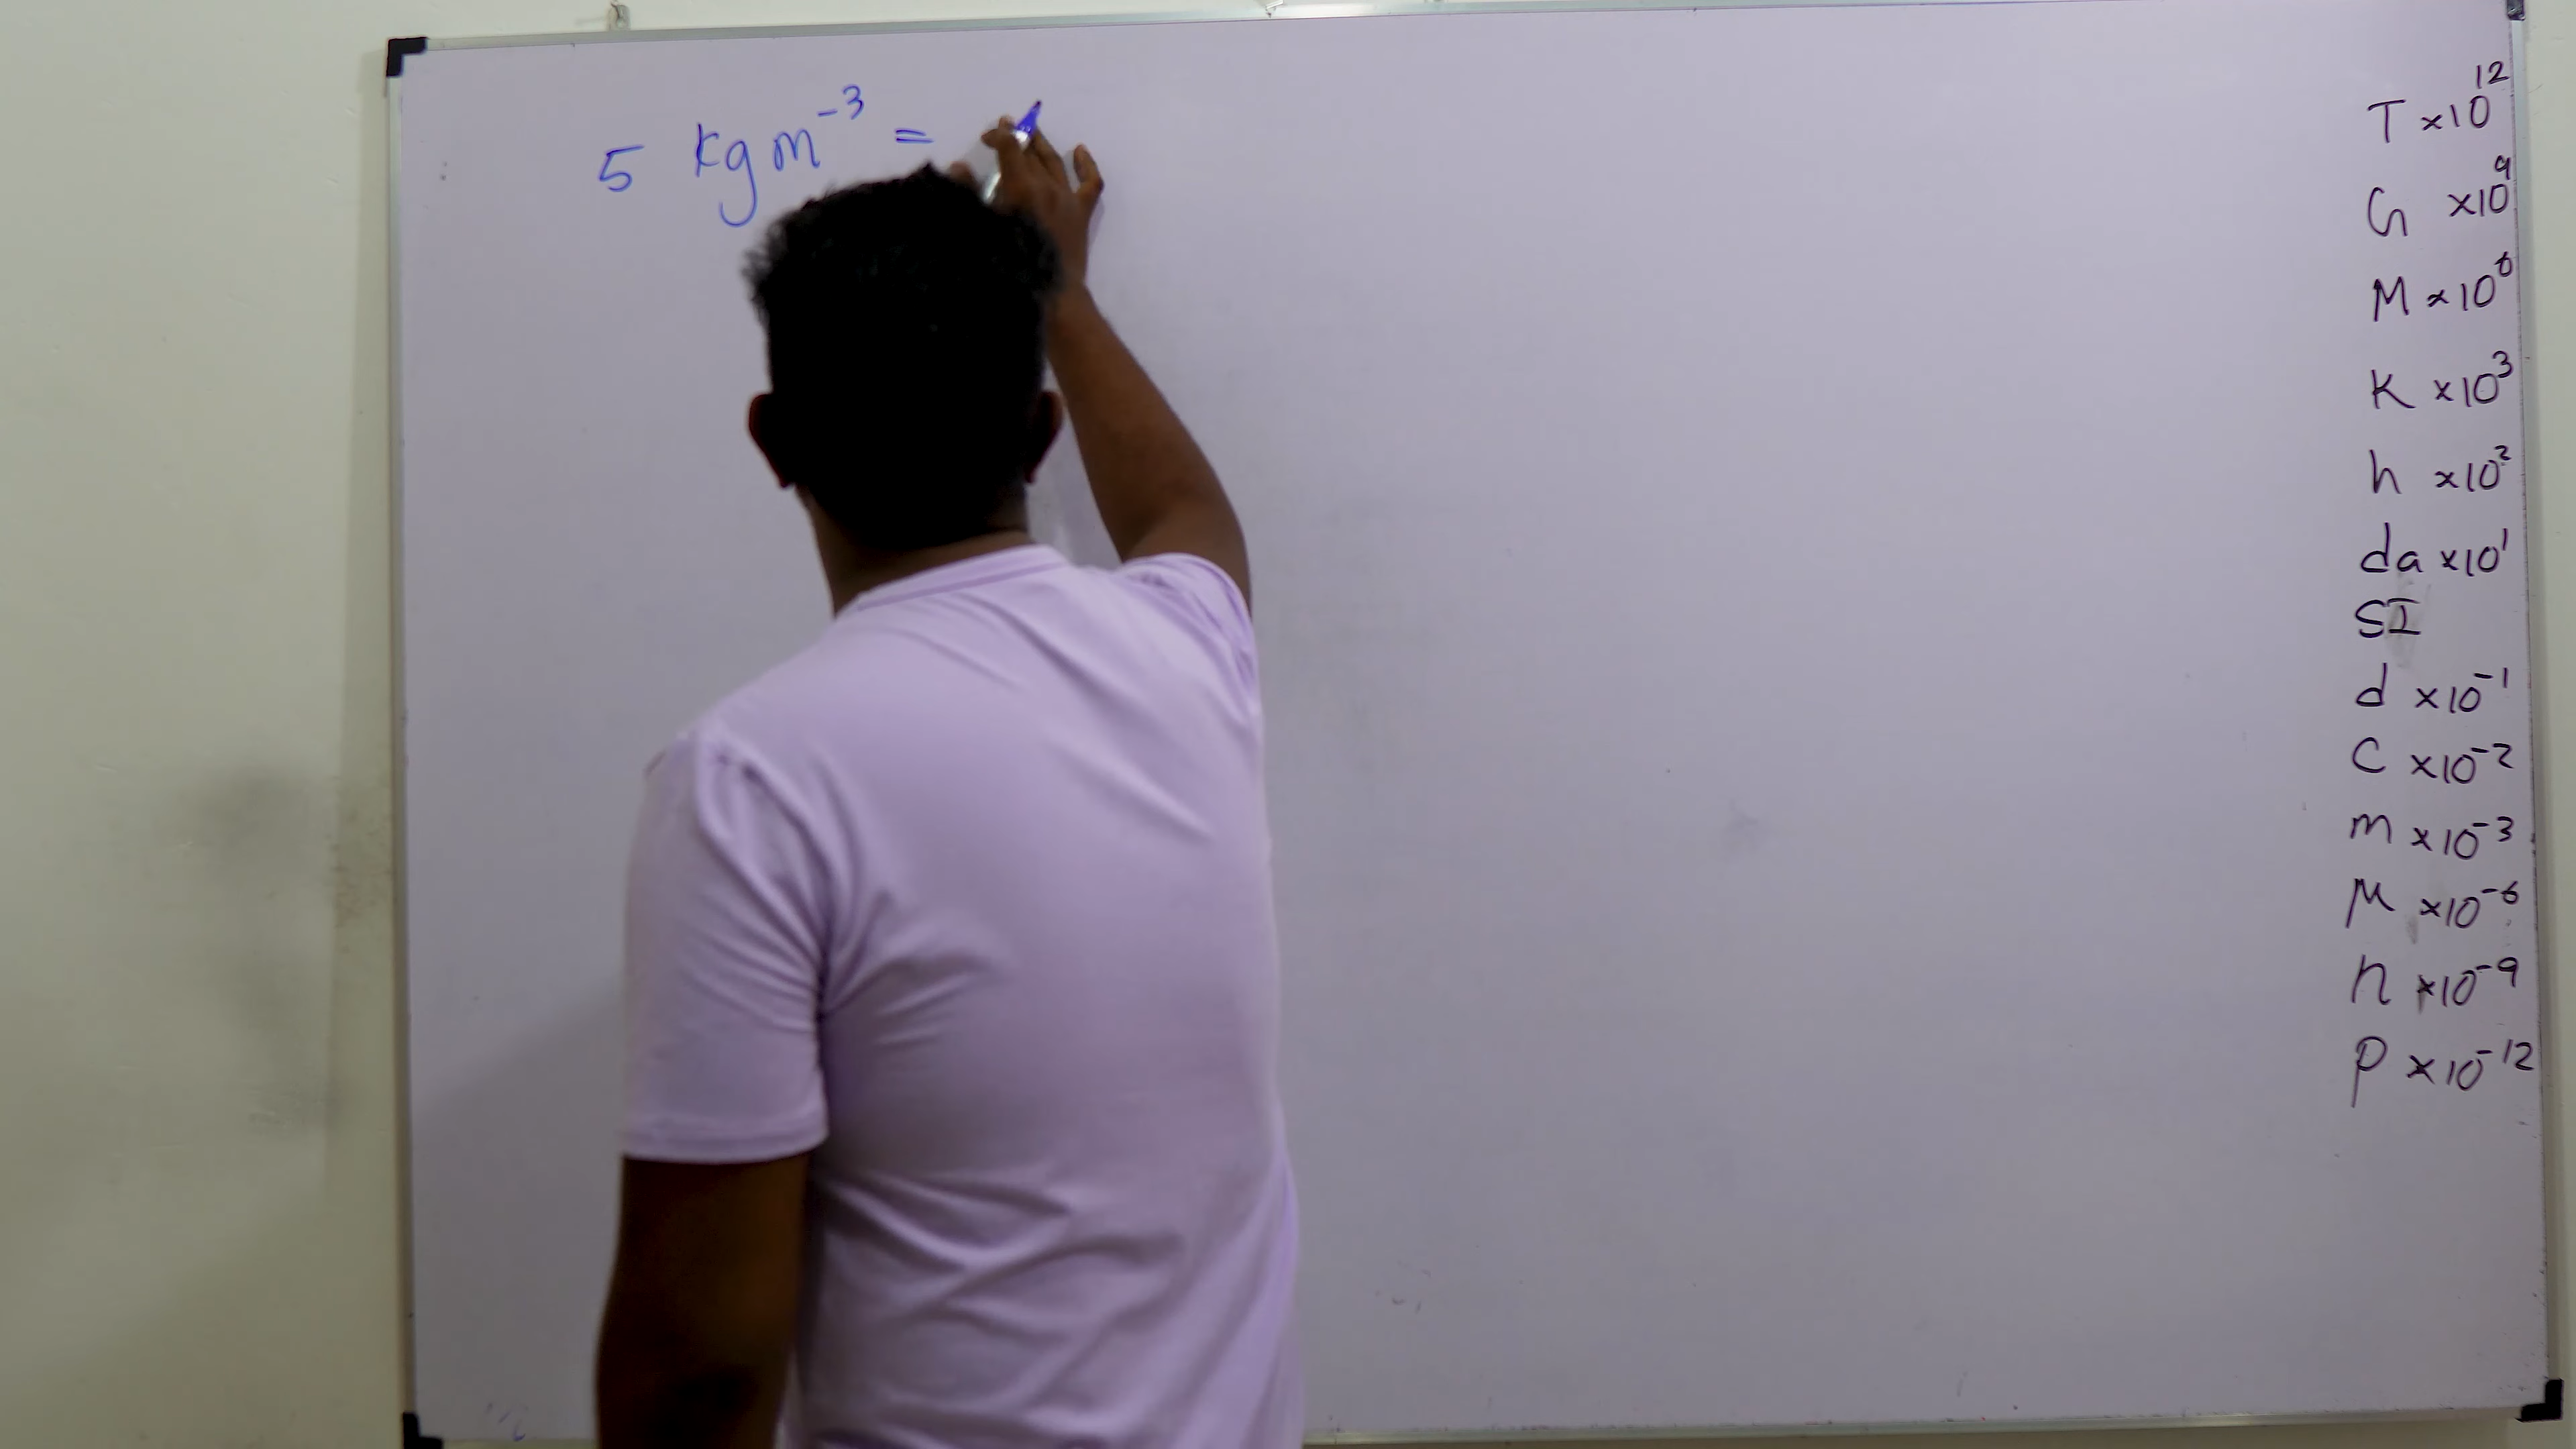 5 kg m⁻³ =
T ×10¹²
G ×10⁹
M ×10⁶
K ×10³
h ×10²
da ×10¹
SI
d ×10⁻¹
c ×10⁻²
m ×10⁻³
μ ×10⁻⁶
n ×10⁻⁹
p ×10⁻¹²